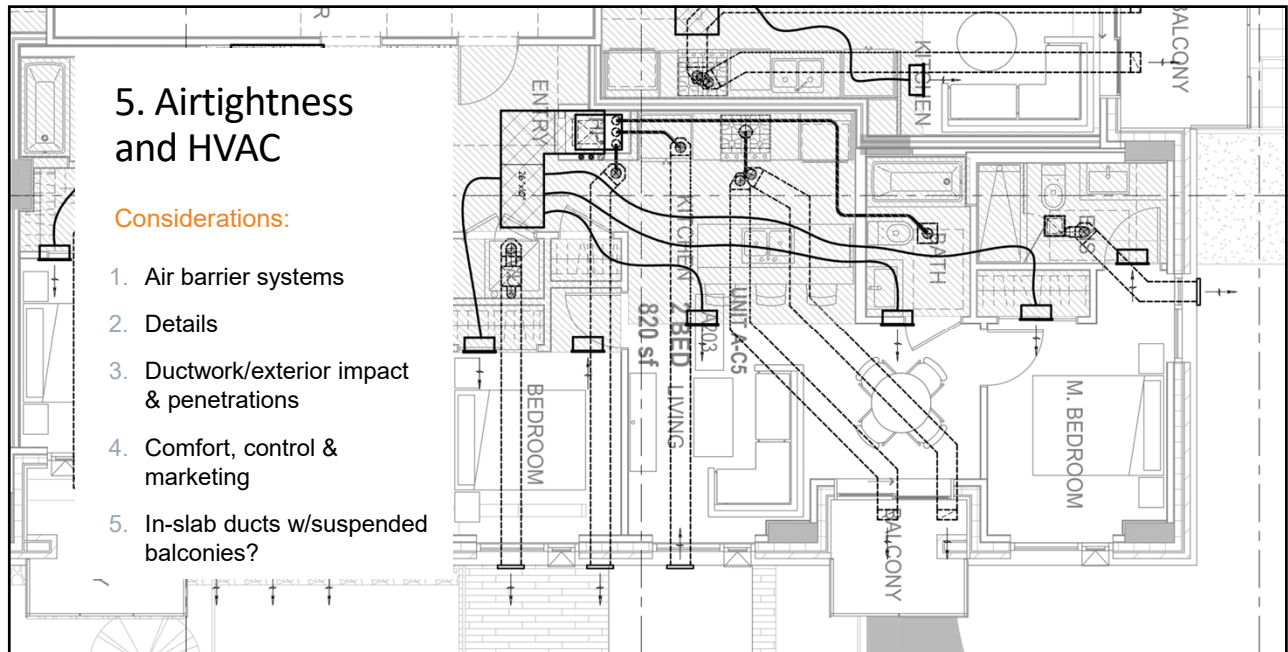 5. Airtightness
and HVAC
Considerations:
1. Air barrier systems
2. Details
3. Ductwork/exterior impact
& penetrations
4. Comfort, control &
marketing
5. In-slab ducts w/suspended
balconies?
ENTRY
KITCHEN
BALCONY
KITCHEN
BATH
UNIT A-C5
2 BED
820 sf
A203
LIVING
BEDROOM
M. BEDROOM
BALCONY